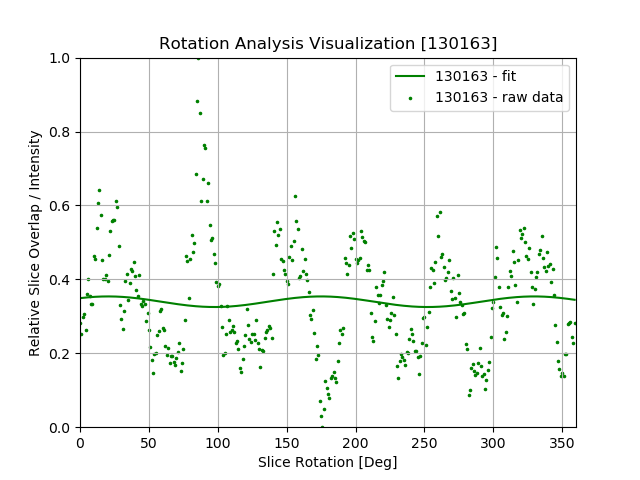 Rotation Analysis Visualization [130163]
130163 - fit
130163 - raw data
Relative Slice Overlap / Intensity
1.0
0.8
0.6
0.4
0.2
0.0
0 50 100 150 200 250 300 350
Slice Rotation [Deg]